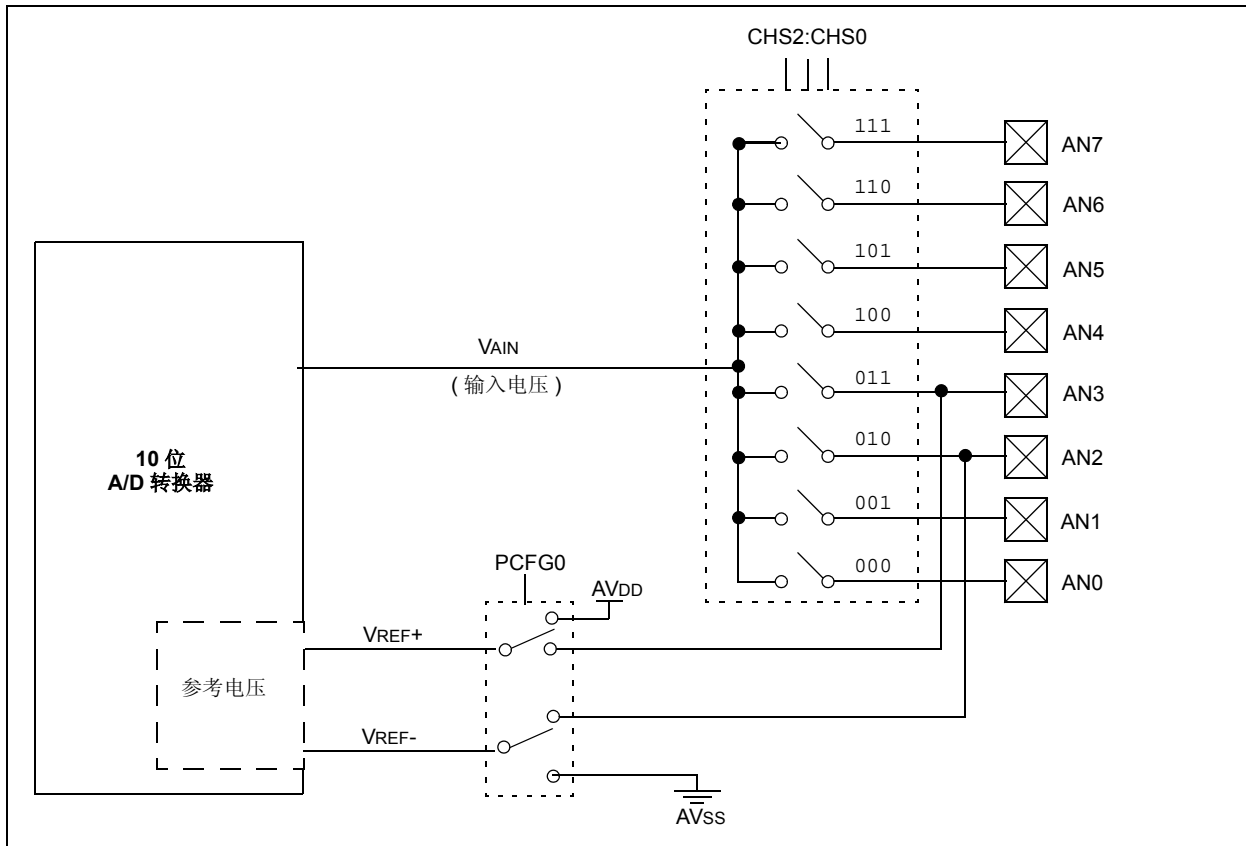 CHS2:CHS0
111
AN7
110
AN6
101
AN5
100
AN4
VAIN
( 输入电压 )
011
AN3
010
AN2
10 位
A/D 转换器
001
AN1
PCFG0
000
AN0
AVDD
VREF+
参考电压
VREF-
AVSS